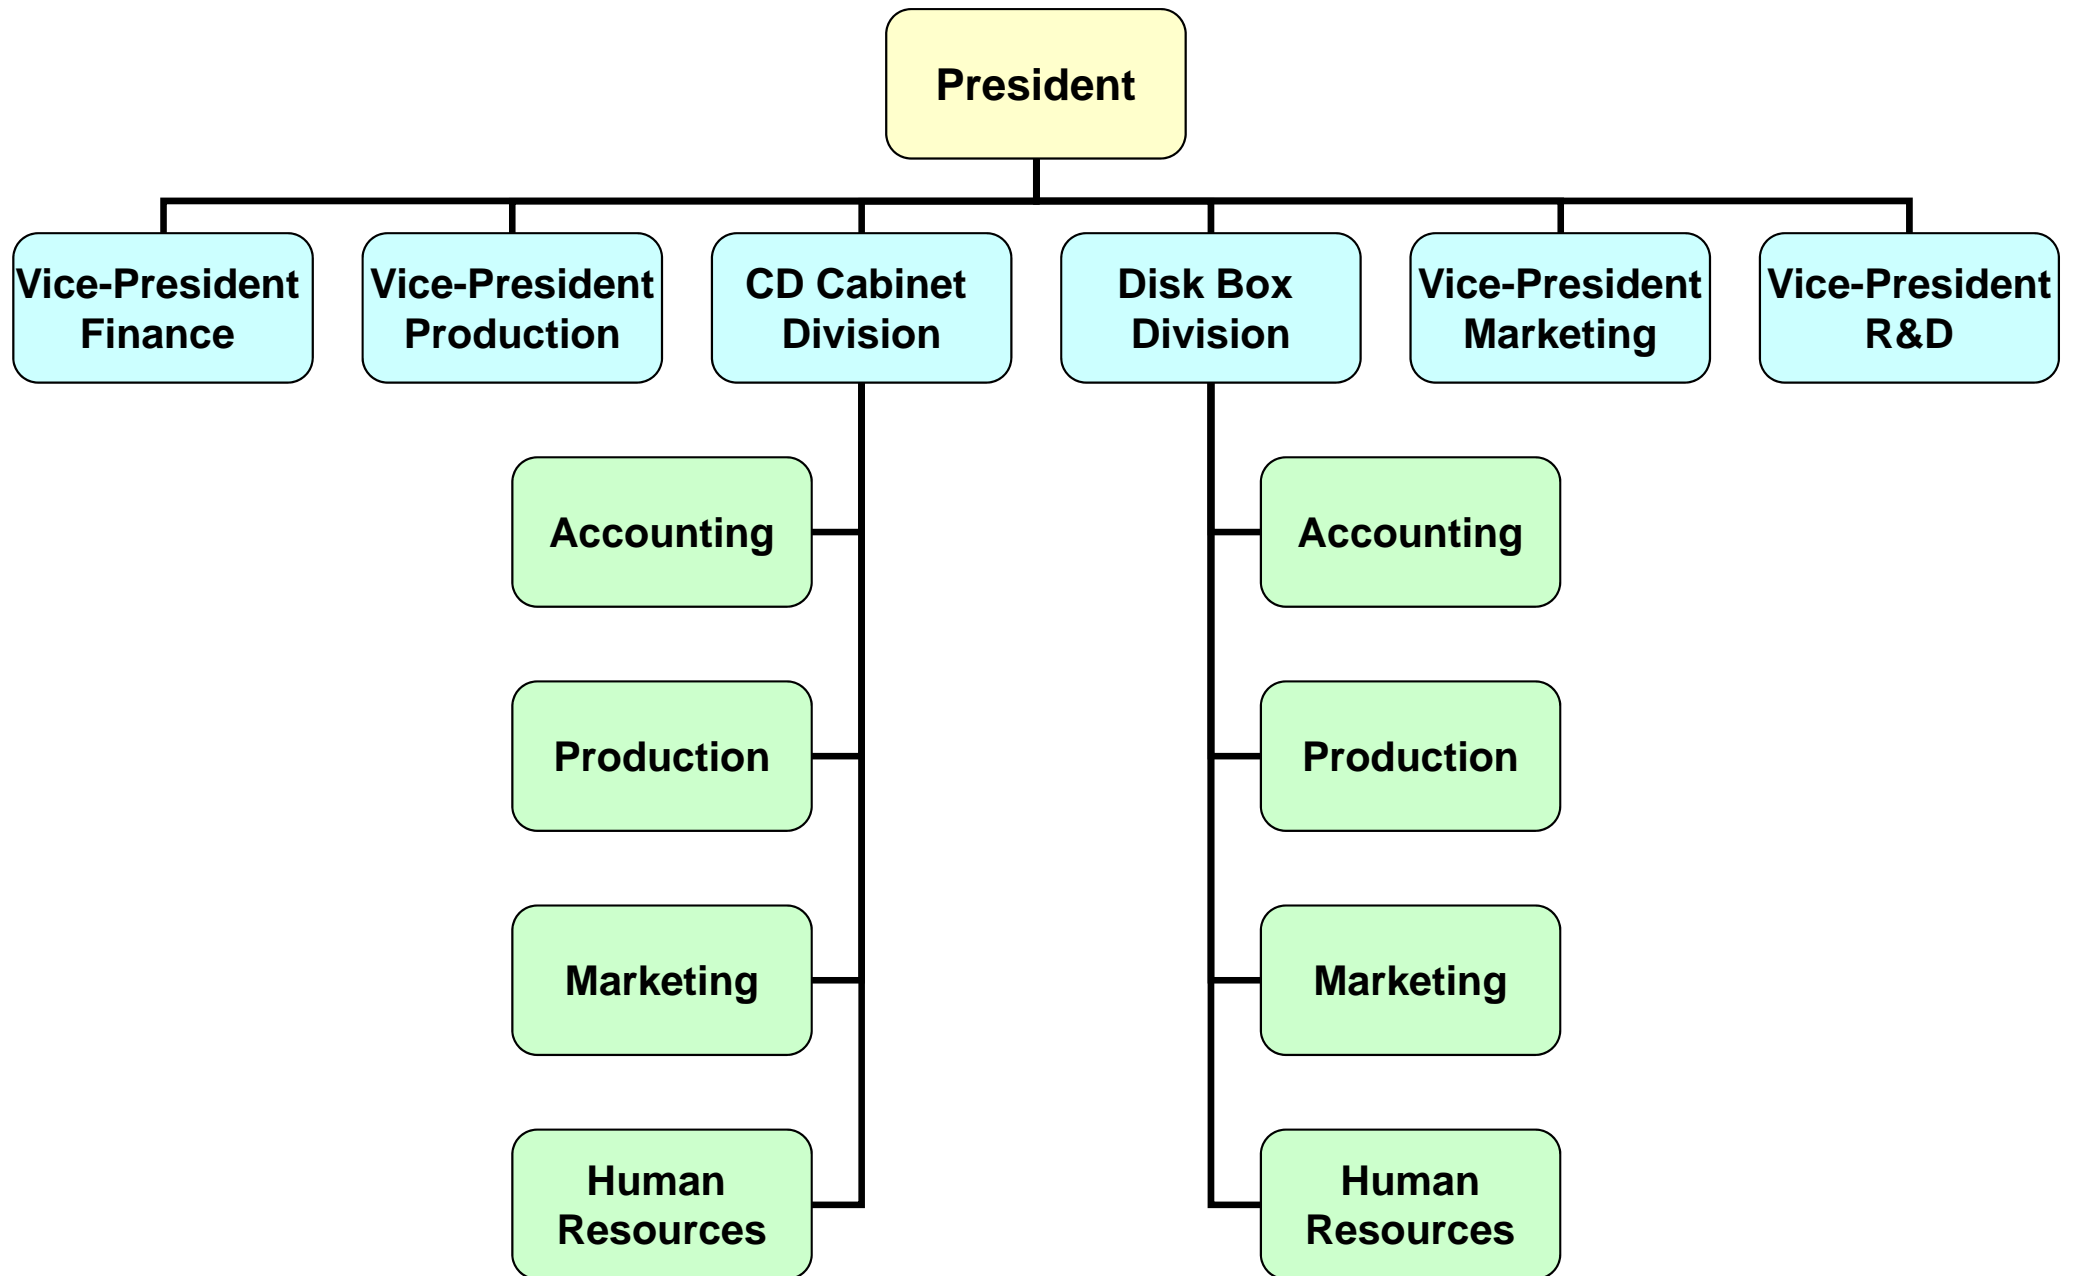 President
Vice-President
Finance
Vice-President
Production
CD Cabinet
Division
Disk Box
Division
Vice-President
Marketing
Vice-President
R&D
Accounting
Production
Marketing
Human
Resources
Accounting
Production
Marketing
Human
Resources